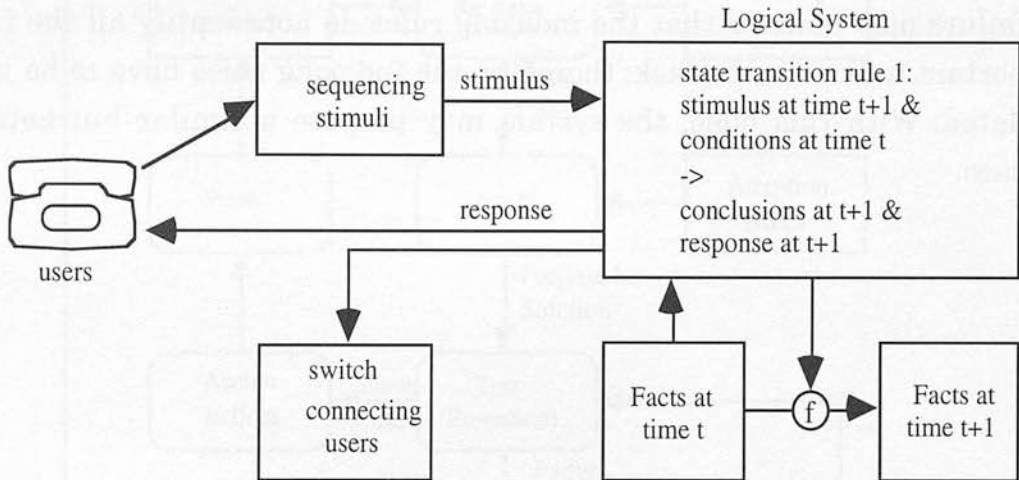 Logical System
sequencing
stimuli
stimulus
state transition rule 1:
stimulus at time t+1 &
conditions at time t
->
conclusions at t+1 &
response at t+1
response
users
switch
connecting
users
Facts at
time t
f
Facts at
time t+1